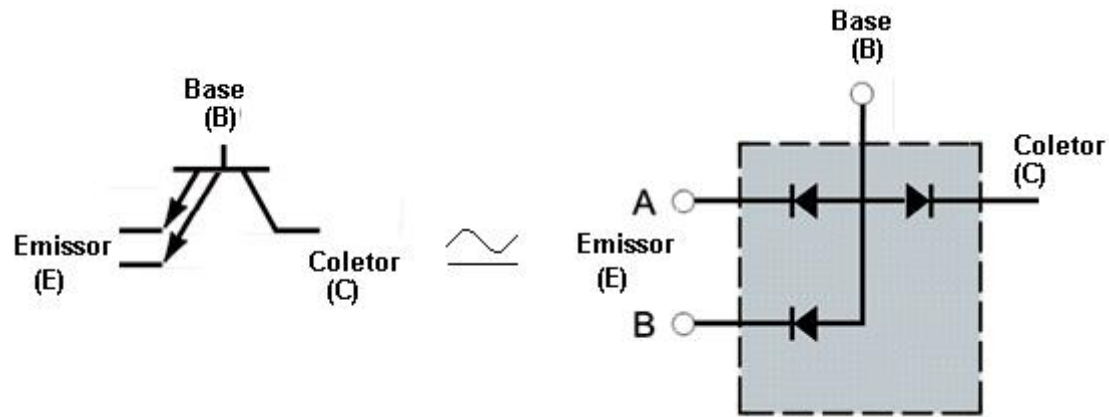 Base
(B)
Emissor
(E)
Coletor
(C)
Base
(B)
Coletor
(C)
A
Emissor
(E)
B